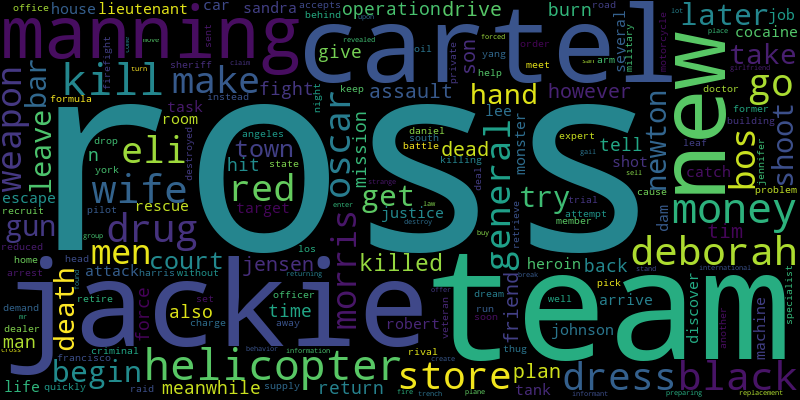 office house lieutenant car sandra accepts behind operation drive burn road new later job cocaine
manning cartel
weapon leave bar kill make give fight several son assault hand however take go
ross
sheriff firefight private yang help oil arm military motorcycle girlfriend doctor former building
formula task instead night keep order meet
drop room angeles daniel south battle lee expert
n eli town hit state destroyed oscar mission dead general monster newton tell shot cause dam bos shoot
york wife red get try killing deal gail trial leaf jennifer problem
escape recruit pilot rescue target justice member attempt retrieve law sell catch tim money
gun drug men court killed morris friend deborah
group los enter destroy buy
reduced home head harris without heroin back international
death attack jensen pick stand
arrest force also time officer set returning robert veteran offer dream run well arrive discover machine specialist
jackie team
demand retire charge away johnson soon break another
man mr dealer criminal francisco rival thug plane
begin helicopter store plan tank dress black
life quickly meanwhile raid supply return
cross behavior information create fire trench informant preparing replacement